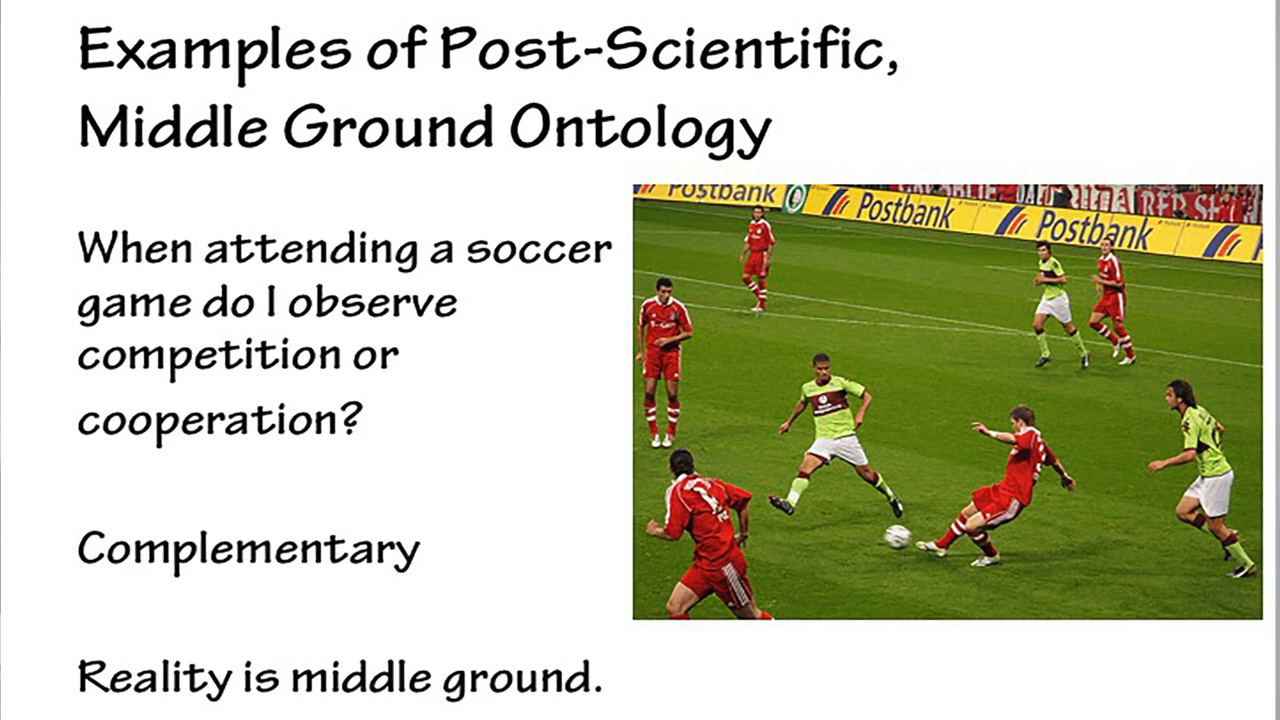 Examples of Post-Scientific,
Middle Ground Ontology
When attending a soccer
game do I observe
competition or
cooperation?
Complementary
Reality is middle ground.
Postbank
Postbank
Postbank